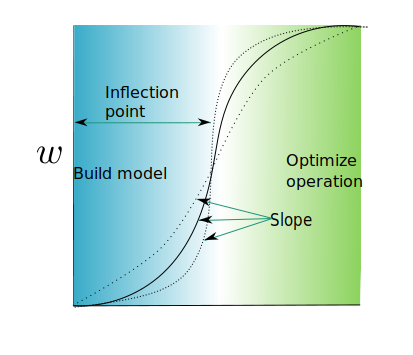 Inflection
point
w
Build model
Optimize
operation
Slope